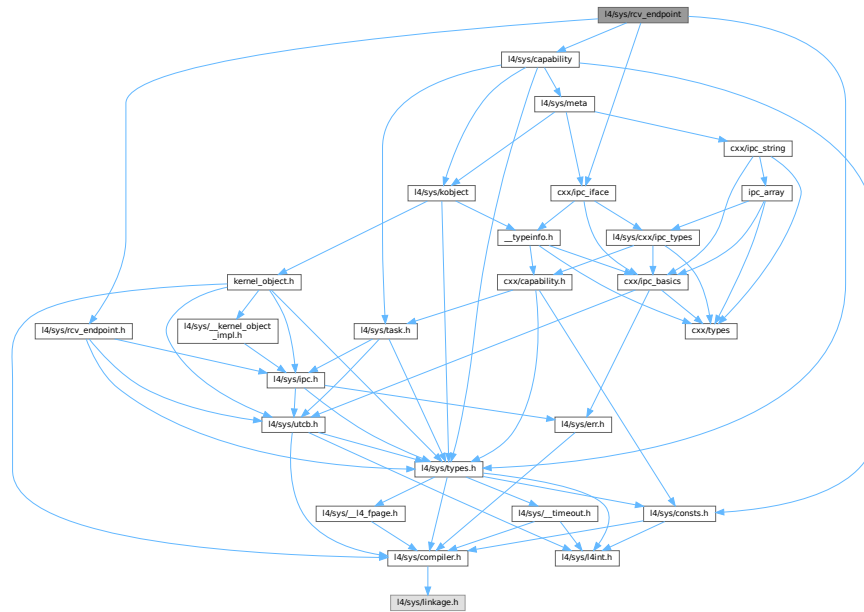 l4/sys/rcv_endpoint
l4/sys/capability
l4/sys/meta
cxx/ipc_string
l4/sys/kobject
cxx/ipc_iface
ipc_array
__typeinfo.h
l4/sys/cxx/ipc_types
kernel_object.h
cxx/capability.h
cxx/ipc_basics
l4/sys/rcv_endpoint.h
l4/sys/__kernel_object
_impl.h
l4/sys/task.h
cxx/types
l4/sys/ipc.h
l4/sys/utcb.h
l4/sys/err.h
l4/sys/types.h
l4/sys/__l4_fpage.h
l4/sys/__timeout.h
l4/sys/consts.h
l4/sys/compiler.h
l4/sys/l4int.h
l4/sys/linkage.h